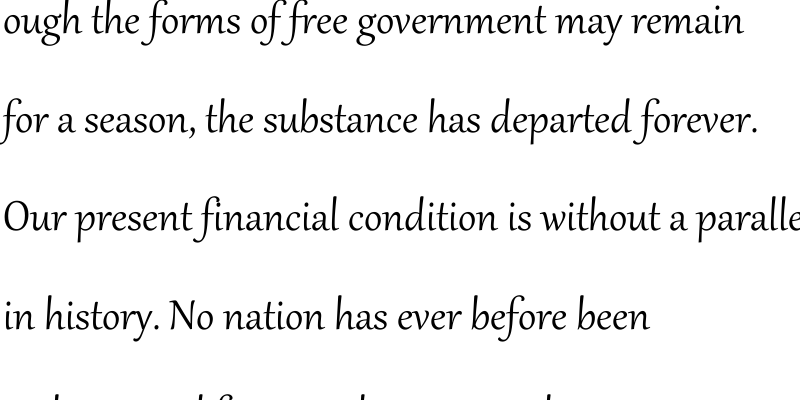 ough the forms of free government may remain
for a season, the substance has departed forever.
Our present financial condition is without a paralle
in history. No nation has ever before been